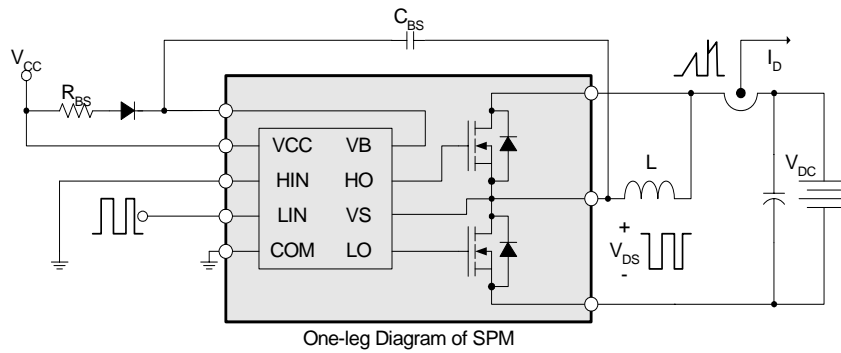 C_BS
V_CC
R_BS
I_D
VCC VB
HIN HO
LIN VS
COM LO
L
V_DC
+
V_DS
-
One-leg Diagram of SPM